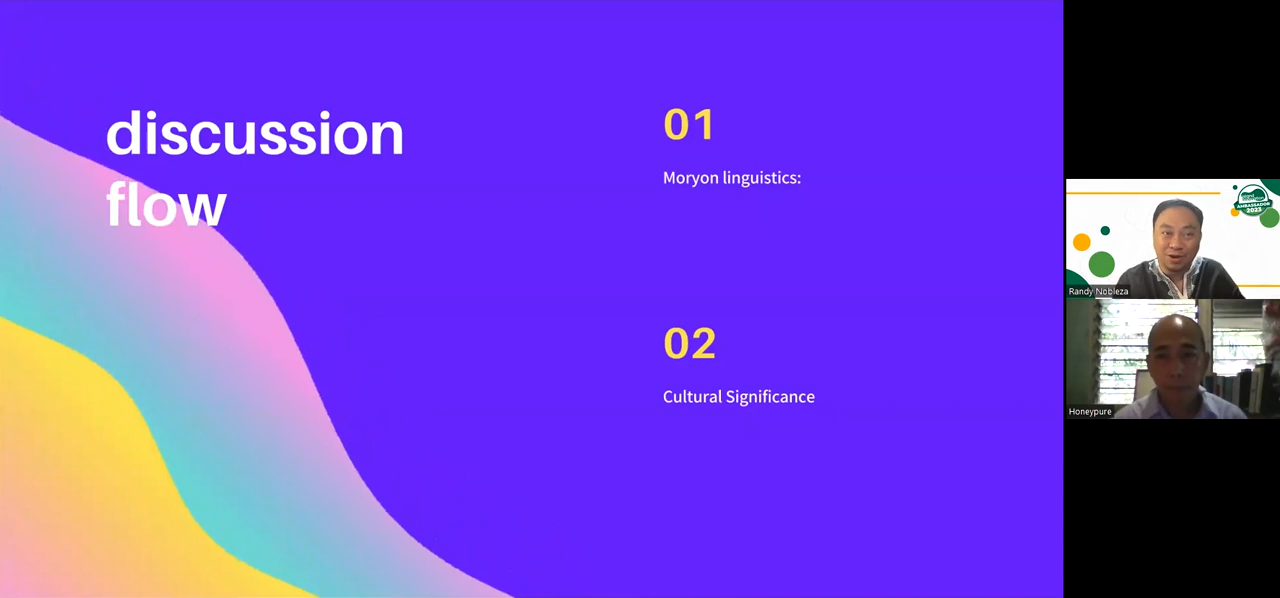 discussion
flow
01
Moryon linguistics:
02
Cultural Significance
AMBASSADOR
2023
Randy Nobleza
Honeypure